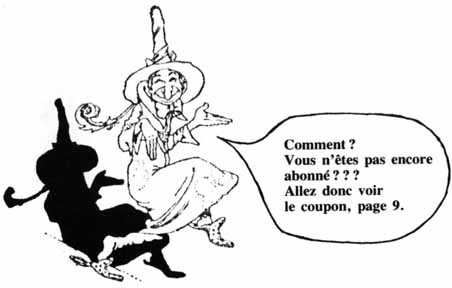 Comment ?
Vous n'êtes pas encore
abonné ? ? ?
Allez donc voir
le coupon, page 9.